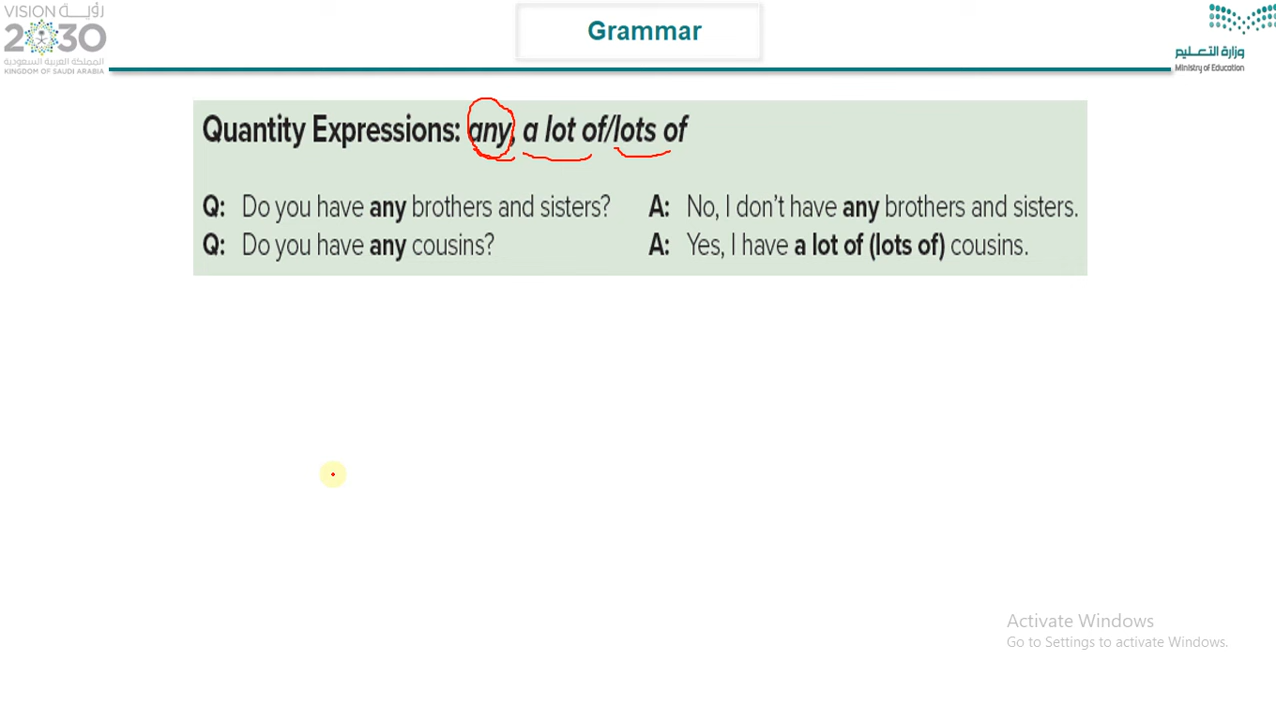 VISION رؤيـــة
2030
المملكة العربية السعودية
KINGDOM OF SAUDI ARABIA
Grammar
وزارة التعـــليم
Ministry of Education
Quantity Expressions: any, a lot of/lots of
Q: Do you have any brothers and sisters? A: No, I don’t have any brothers and sisters.
Q: Do you have any cousins? A: Yes, I have a lot of (lots of) cousins.
Activate Windows
Go to Settings to activate Windows.